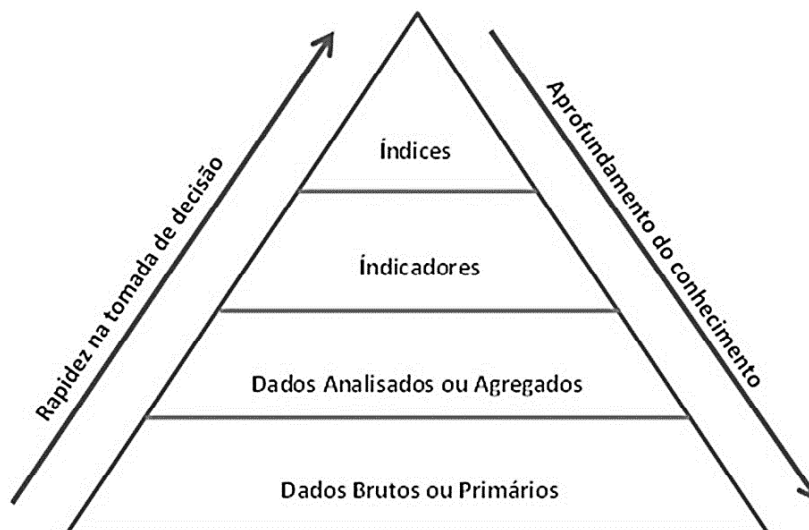 Rapidez na tomada de decisão
Aprofundamento do conhecimento
Índices
Índicadores
Dados Analisados ou Agregados
Dados Brutos ou Primários